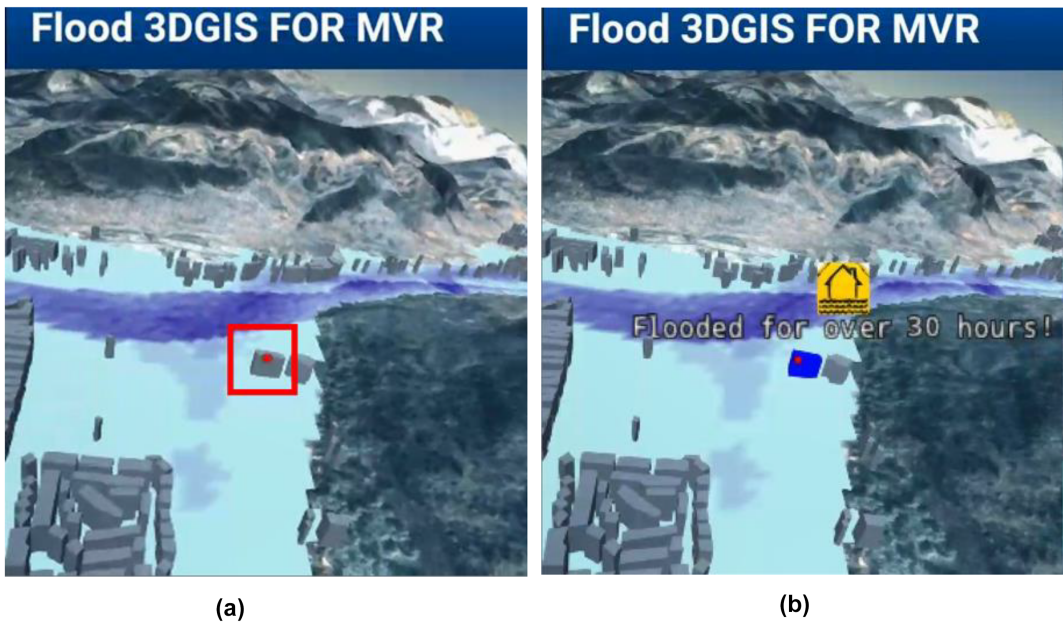 Flood 3DGIS FOR MVR
Flood 3DGIS FOR MVR
Flooded for over 30 hours!
(a)
(b)